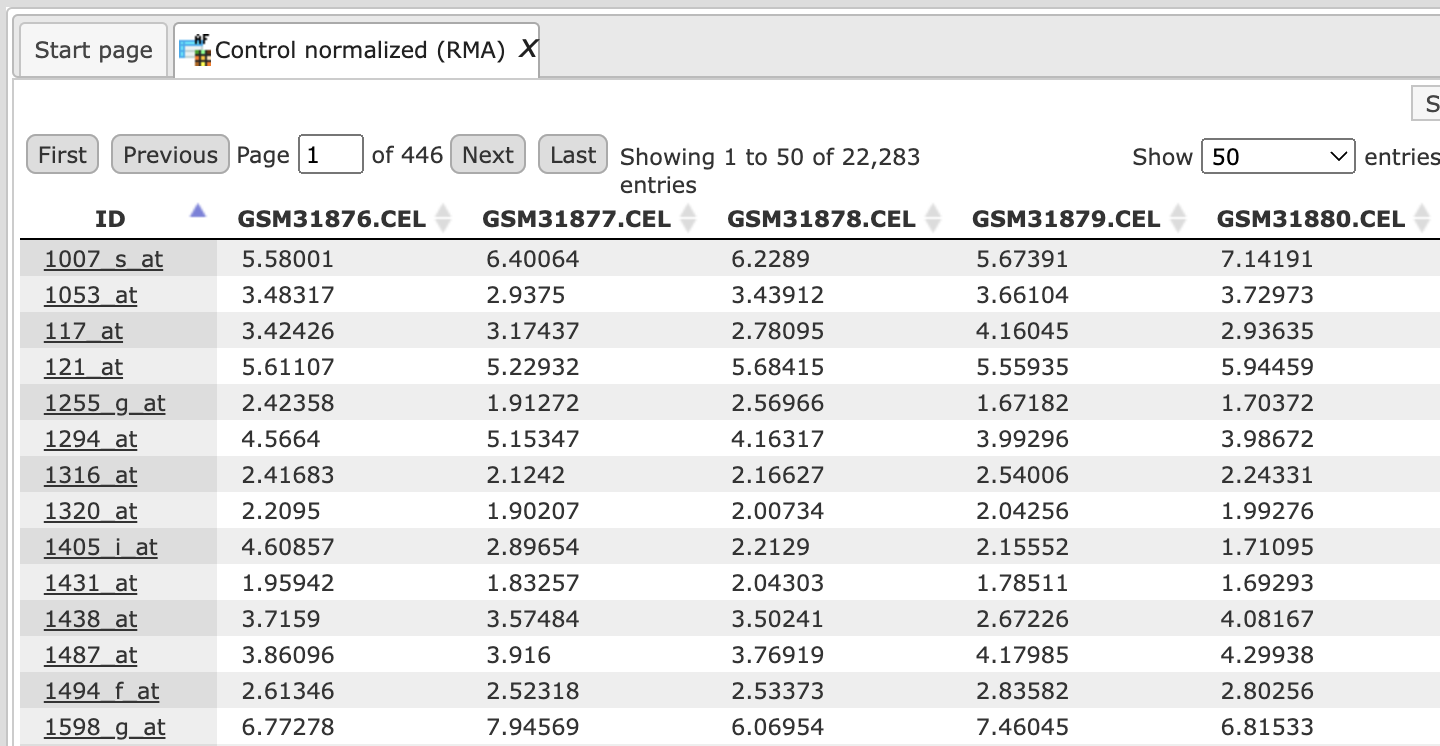 Start page AF Control normalized (RMA) X
S
First Previous Page 1 of 446 Next Last Showing 1 to 50 of 22,283 entries Show 50 entries
ID GSM31876.CEL GSM31877.CEL GSM31878.CEL GSM31879.CEL GSM31880.CEL
1007_s_at 5.58001 6.40064 6.2289 5.67391 7.14191
1053_at 3.48317 2.9375 3.43912 3.66104 3.72973
117_at 3.42426 3.17437 2.78095 4.16045 2.93635
121_at 5.61107 5.22932 5.68415 5.55935 5.94459
1255_g_at 2.42358 1.91272 2.56966 1.67182 1.70372
1294_at 4.5664 5.15347 4.16317 3.99296 3.98672
1316_at 2.41683 2.1242 2.16627 2.54006 2.24331
1320_at 2.2095 1.90207 2.00734 2.04256 1.99276
1405_i_at 4.60857 2.89654 2.2129 2.15552 1.71095
1431_at 1.95942 1.83257 2.04303 1.78511 1.69293
1438_at 3.7159 3.57484 3.50241 2.67226 4.08167
1487_at 3.86096 3.916 3.76919 4.17985 4.29938
1494_f_at 2.61346 2.52318 2.53373 2.83582 2.80256
1598_g_at 6.77278 7.94569 6.06954 7.46045 6.81533